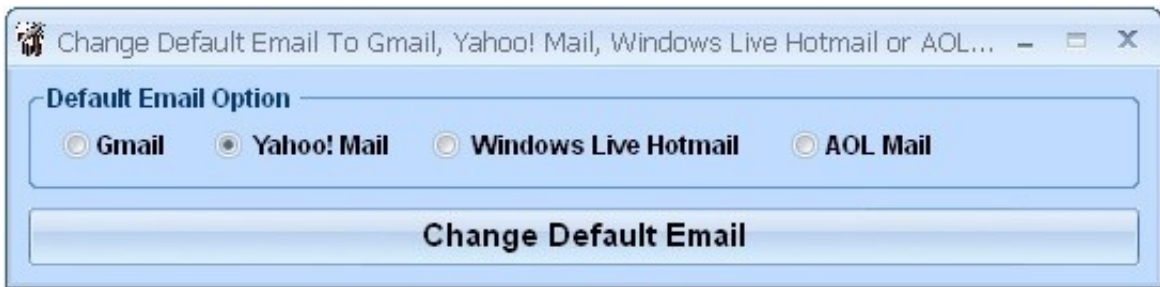 Change Default Email To Gmail, Yahoo! Mail, Windows Live Hotmail or AOL...
Default Email Option
Gmail Yahoo! Mail Windows Live Hotmail AOL Mail
Change Default Email